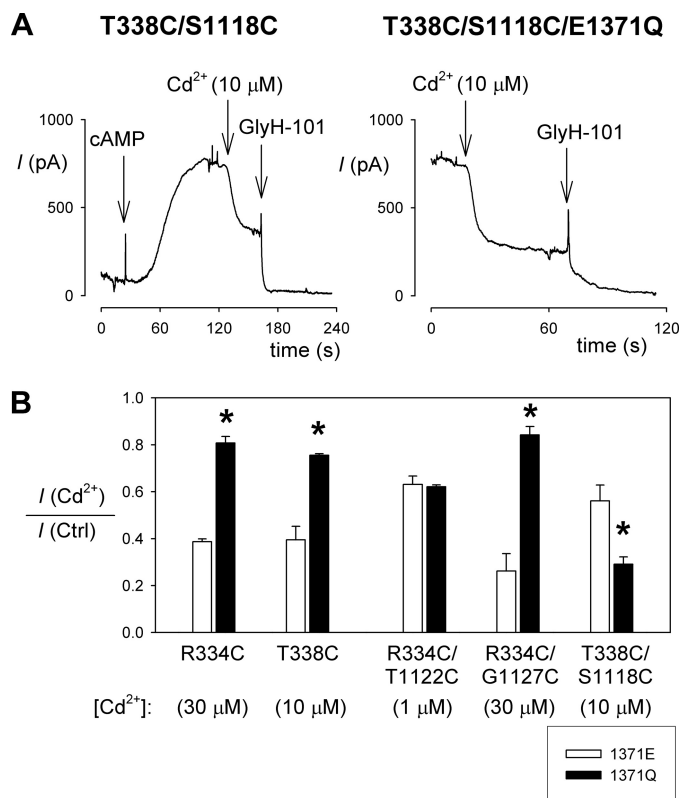 A
T338C/S1118C
T338C/S1118C/E1371Q
Cd2+ (10 μM)
GlyH-101
cAMP
I (pA)
1000
500
0
0 60 120 180 240
time (s)
Cd2+ (10 μM)
GlyH-101
I (pA)
1000
500
0
0 60 120
time (s)
B
I (Cd2+)
I (Ctrl)
1.0
0.8
0.6
0.4
0.2
0.0
* * * *
R334C T338C R334C/ R334C/ T338C/
T1122C G1127C S1118C
[Cd2+]: (30 μM) (10 μM) (1 μM) (30 μM) (10 μM)
1371E
1371Q